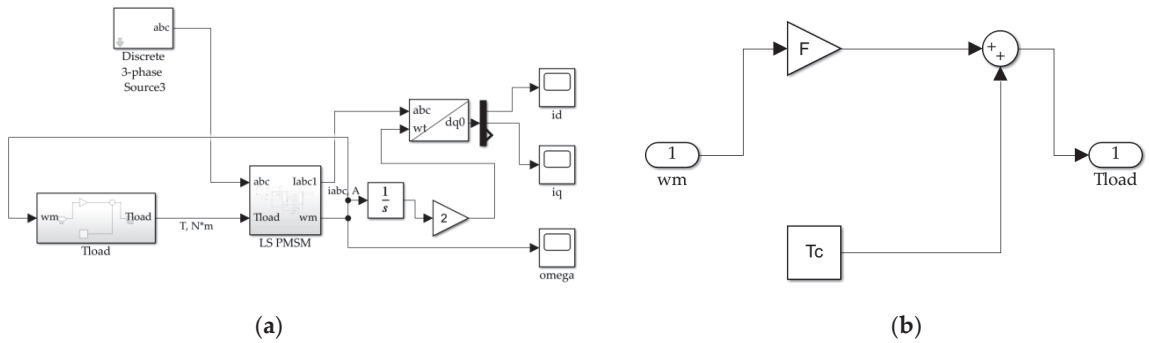 abc
Discrete
3-phase
Source3
abc
wt
dq0
id
iq
abc
Iabc1
Tload
wm
LS PMSM
iabc, A
1
s
2
omega
wm
Tload
Tload
T, N*m
(a)
F
+
+
1
wm
1
Tload
Tc
(b)